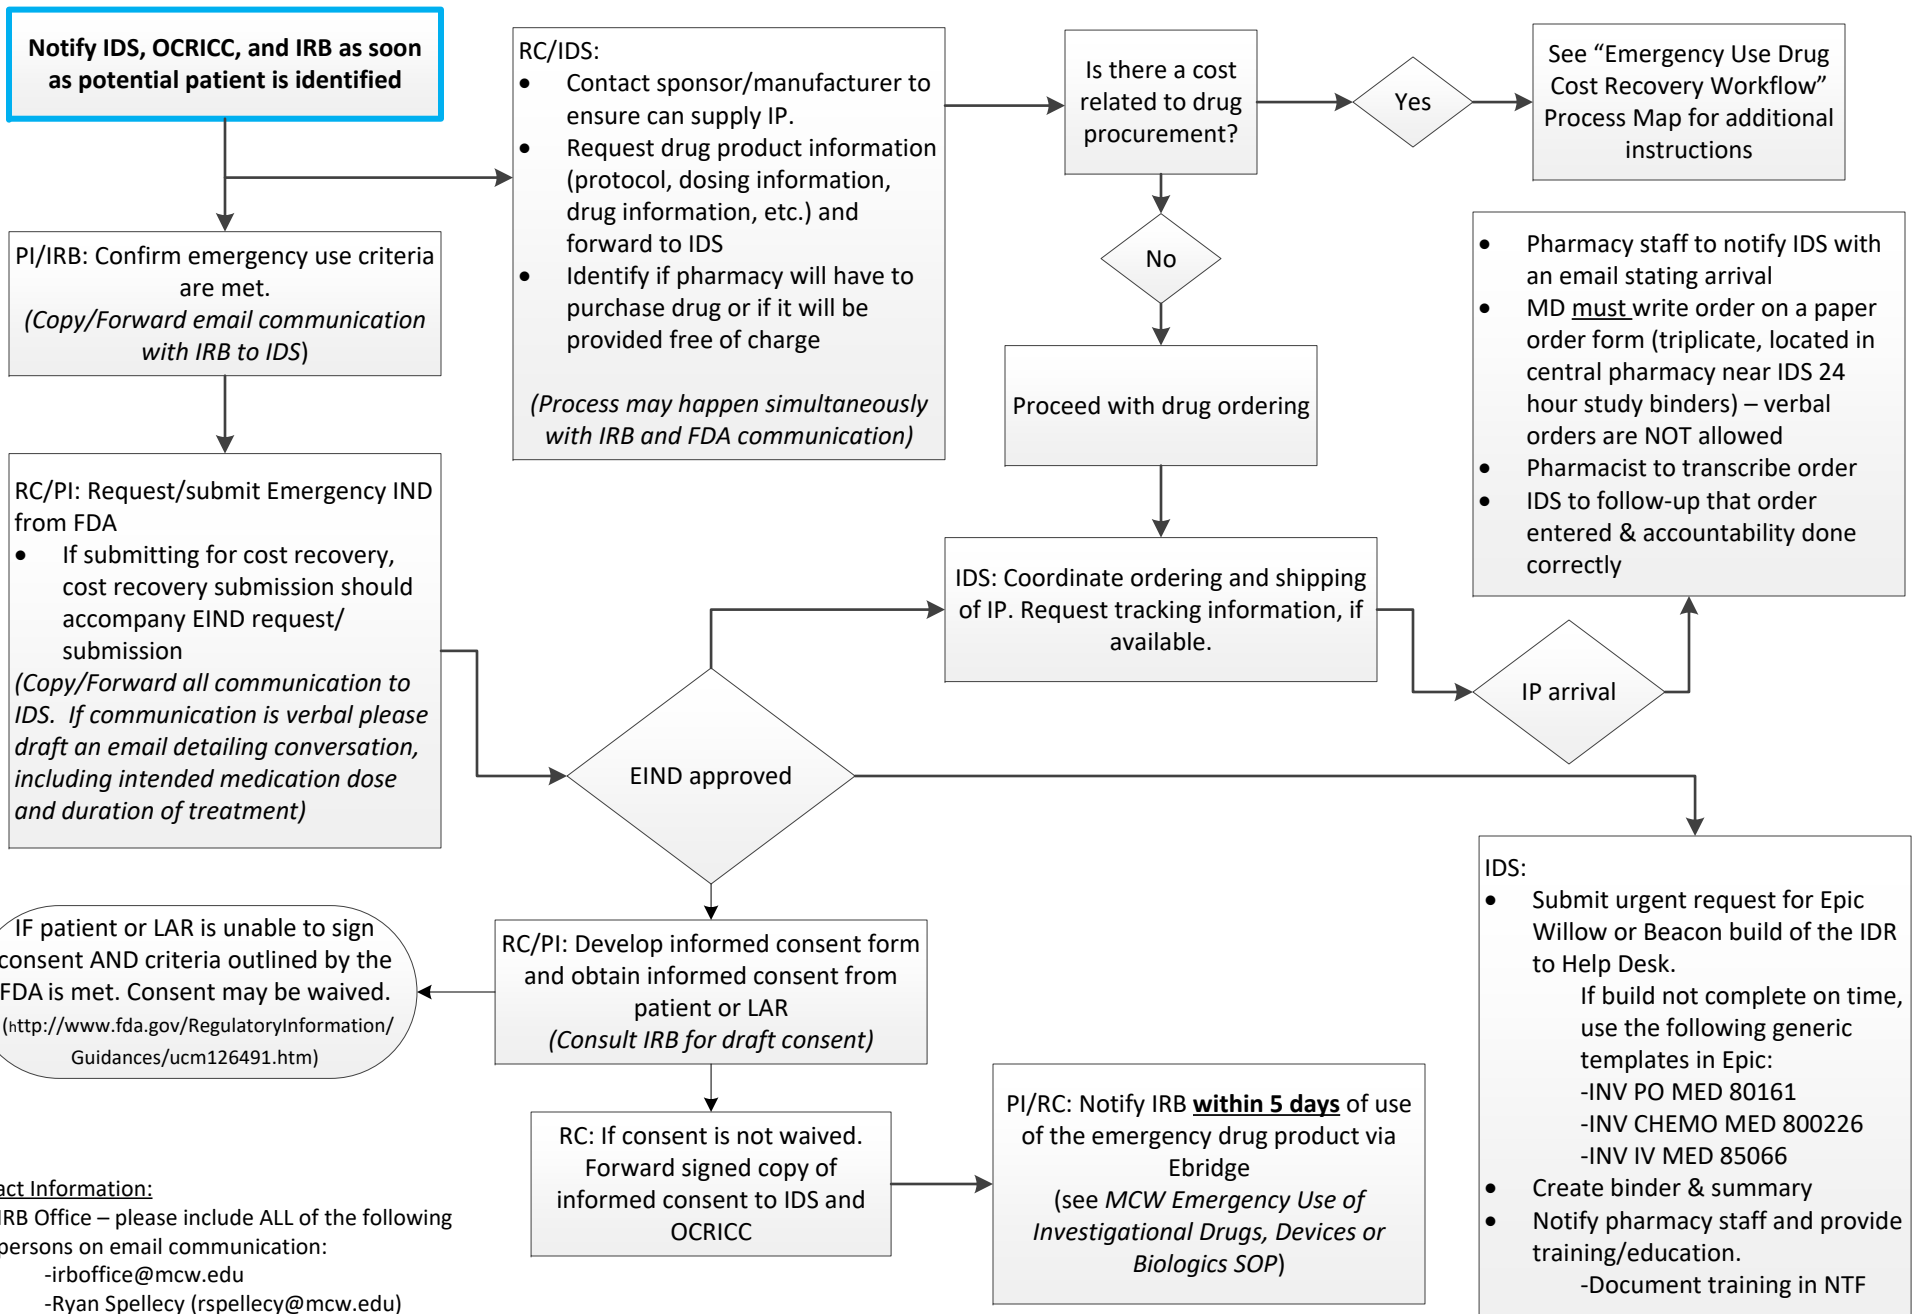 Notify IDS, OCRICC, and IRB as soon
as potential patient is identified
PI/IRB: Confirm emergency use criteria
are met.
(Copy/Forward email communication
with IRB to IDS)
RC/PI: Request/submit Emergency IND
from FDA
• If submitting for cost recovery,
cost recovery submission should
accompany EIND request/
submission
(Copy/Forward all communication to
IDS. If communication is verbal please
draft an email detailing conversation,
including intended medication dose
and duration of treatment)
RC/IDS:
• Contact sponsor/manufacturer to
ensure can supply IP.
• Request drug product information
(protocol, dosing information,
drug information, etc.) and
forward to IDS
• Identify if pharmacy will have to
purchase drug or if it will be
provided free of charge
(Process may happen simultaneously
with IRB and FDA communication)
Is there a cost
related to drug
procurement?
Yes
See “Emergency Use Drug
Cost Recovery Workflow”
Process Map for additional
instructions
No
Proceed with drug ordering
IDS: Coordinate ordering and shipping
of IP. Request tracking information, if
available.
IP arrival
• Pharmacy staff to notify IDS with
an email stating arrival
• MD must write order on a paper
order form (triplicate, located in
central pharmacy near IDS 24
hour study binders) – verbal
orders are NOT allowed
• Pharmacist to transcribe order
• IDS to follow-up that order
entered & accountability done
correctly
EIND approved
IDS:
• Submit urgent request for Epic
Willow or Beacon build of the IDR
to Help Desk.
If build not complete on time,
use the following generic
templates in Epic:
-INV PO MED 80161
-INV CHEMO MED 800226
-INV IV MED 85066
• Create binder & summary
• Notify pharmacy staff and provide
training/education.
-Document training in NTF
RC/PI: Develop informed consent form
and obtain informed consent from
patient or LAR
(Consult IRB for draft consent)
IF patient or LAR is unable to sign
consent AND criteria outlined by the
FDA is met. Consent may be waived.
(http://www.fda.gov/RegulatoryInformation/
Guidances/ucm126491.htm)
RC: If consent is not waived.
Forward signed copy of
informed consent to IDS and
OCRICC
PI/RC: Notify IRB within 5 days of use
of the emergency drug product via
Ebridge
(see MCW Emergency Use of
Investigational Drugs, Devices or
Biologics SOP)
act Information:
IRB Office – please include ALL of the following
persons on email communication:
-irboffice@mcw.edu
-Ryan Spellecy (rspellecy@mcw.edu)